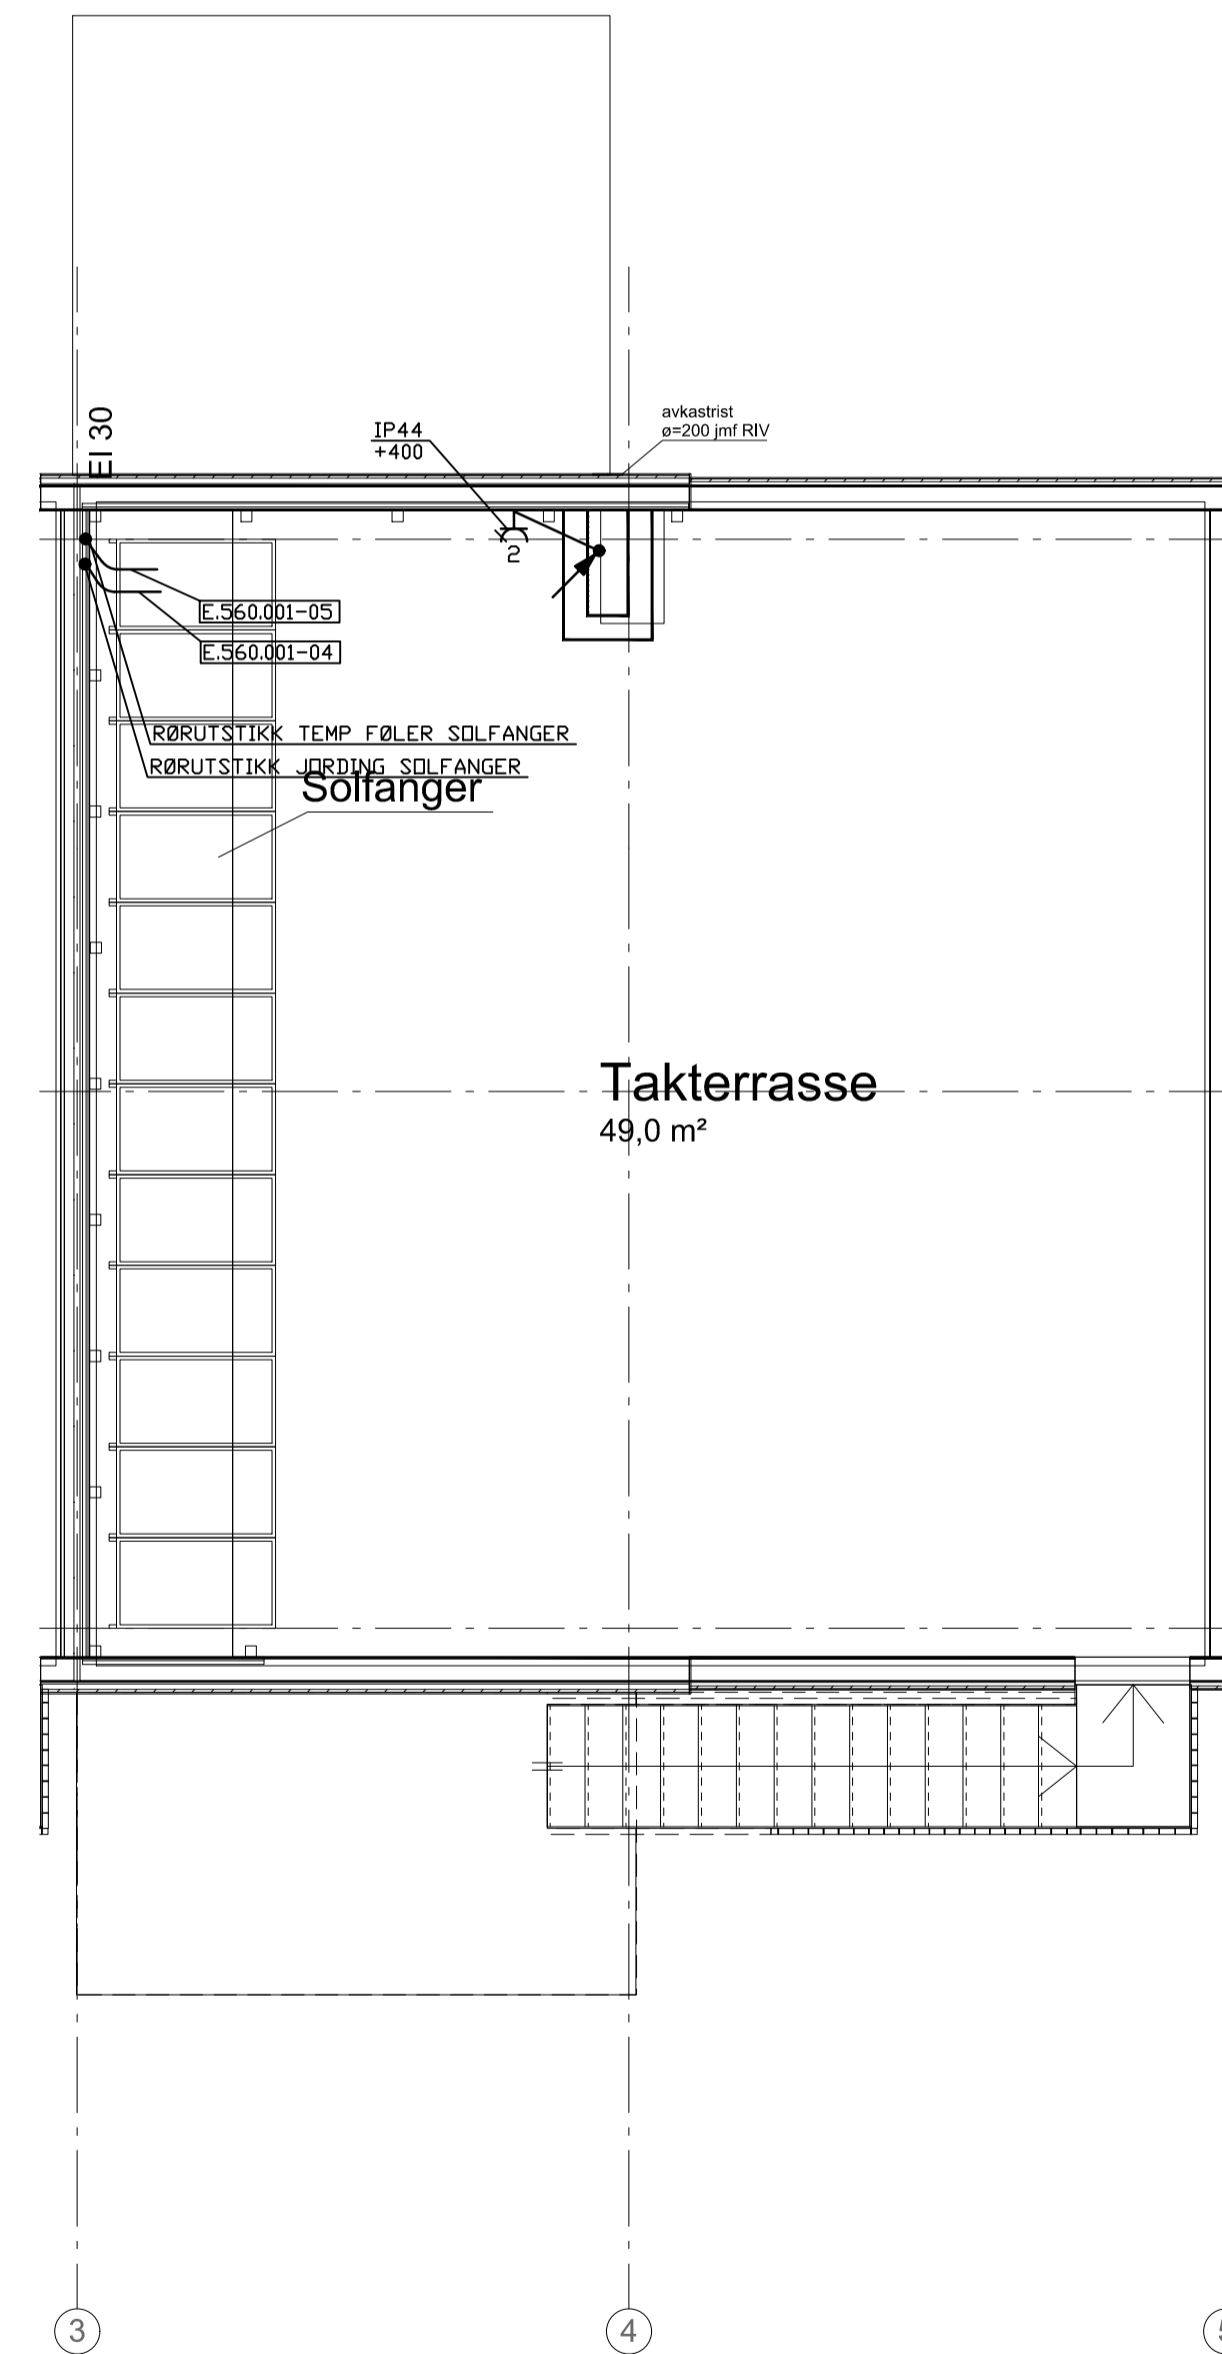 avkastrist
ø=200 jmf RIV
EI 30
IP44
+400
2
E.560.001-05
E.560.001-04
RØRUTSTIKK TEMP FØLER SOLFANGER
RØRUTSTIKK JORDING SOLFANGER
Solfanger
Takterrasse
49,0 m²
3
4